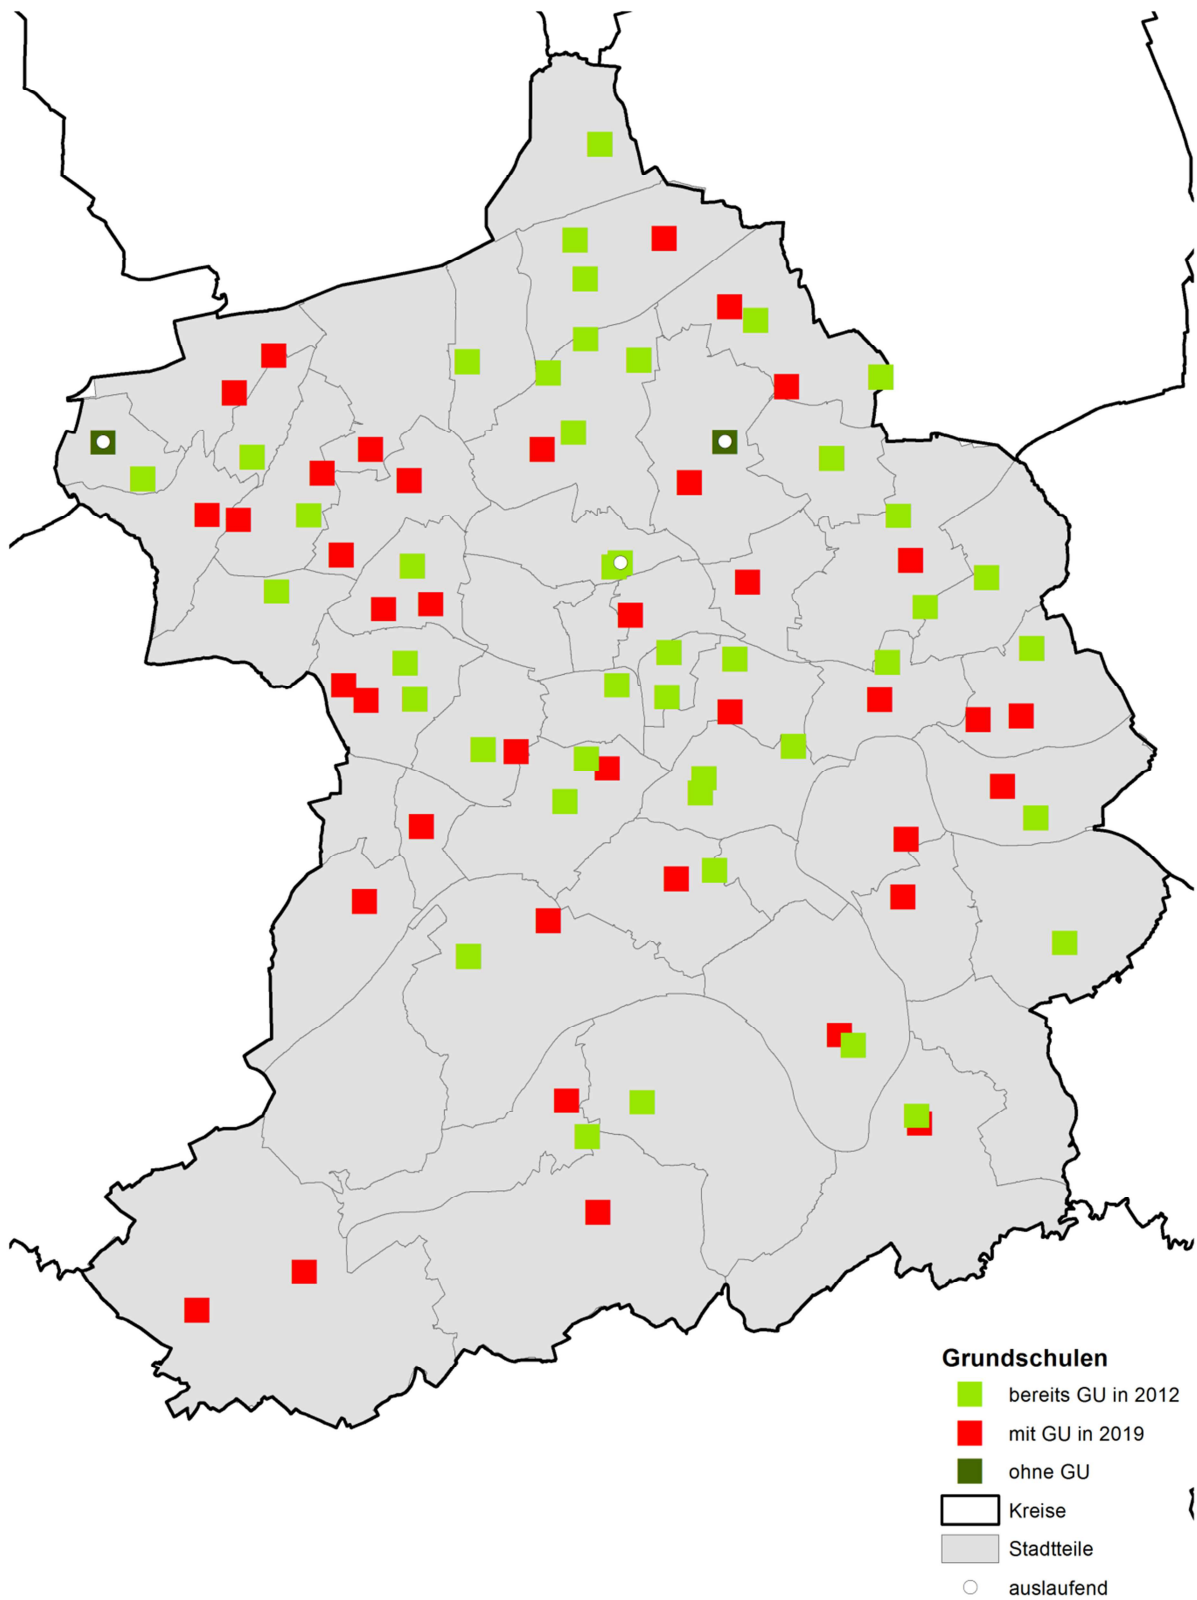 Grundschulen
bereits GU in 2012
mit GU in 2019
ohne GU
Kreise
Stadtteile
auslaufend